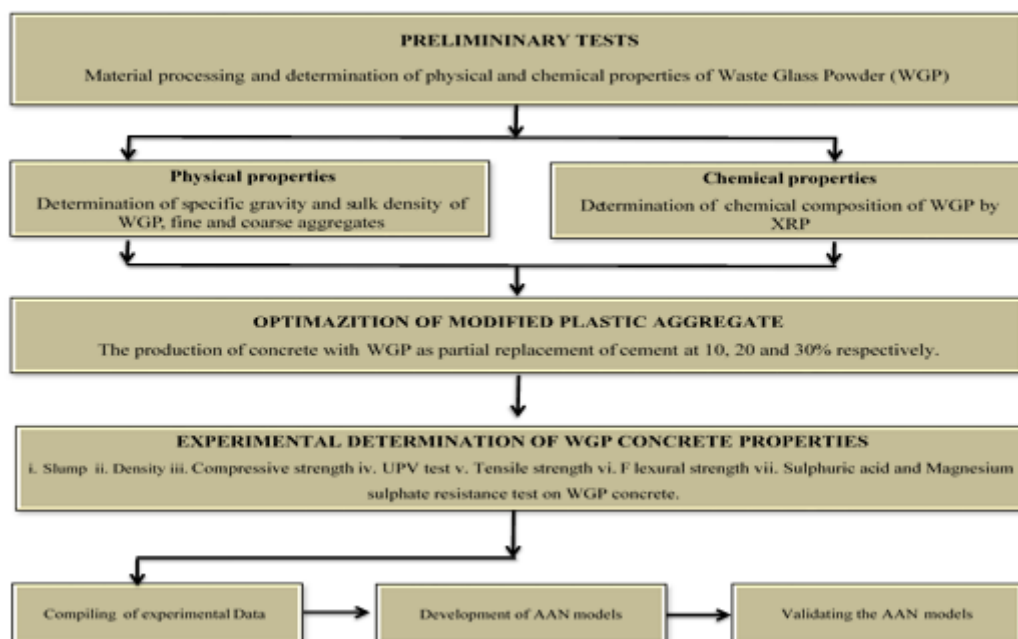 PRELIMININARY TESTS
Material processing and determination of physical and chemical properties of Waste Glass Powder (WGP)
Physical properties
Determination of specific gravity and sulk density of
WGP, fine and coarse aggregates
Chemical properties
Determination of chemical composition of WGP by
XRP
OPTIMAZITION OF MODIFIED PLASTIC AGGREGATE
The production of concrete with WGP as partial replacement of cement at 10, 20 and 30% respectively.
EXPERIMENTAL DETERMINATION OF WGP CONCRETE PROPERTIES
i. Slump ii. Density iii. Compressive strength iv. UPV test v. Tensile strength vi. F lexural strength vii. Sulphuric acid and Magnesium
sulphate resistance test on WGP concrete.
Compiling of experimental Data
Development of AAN models
Validating the AAN models